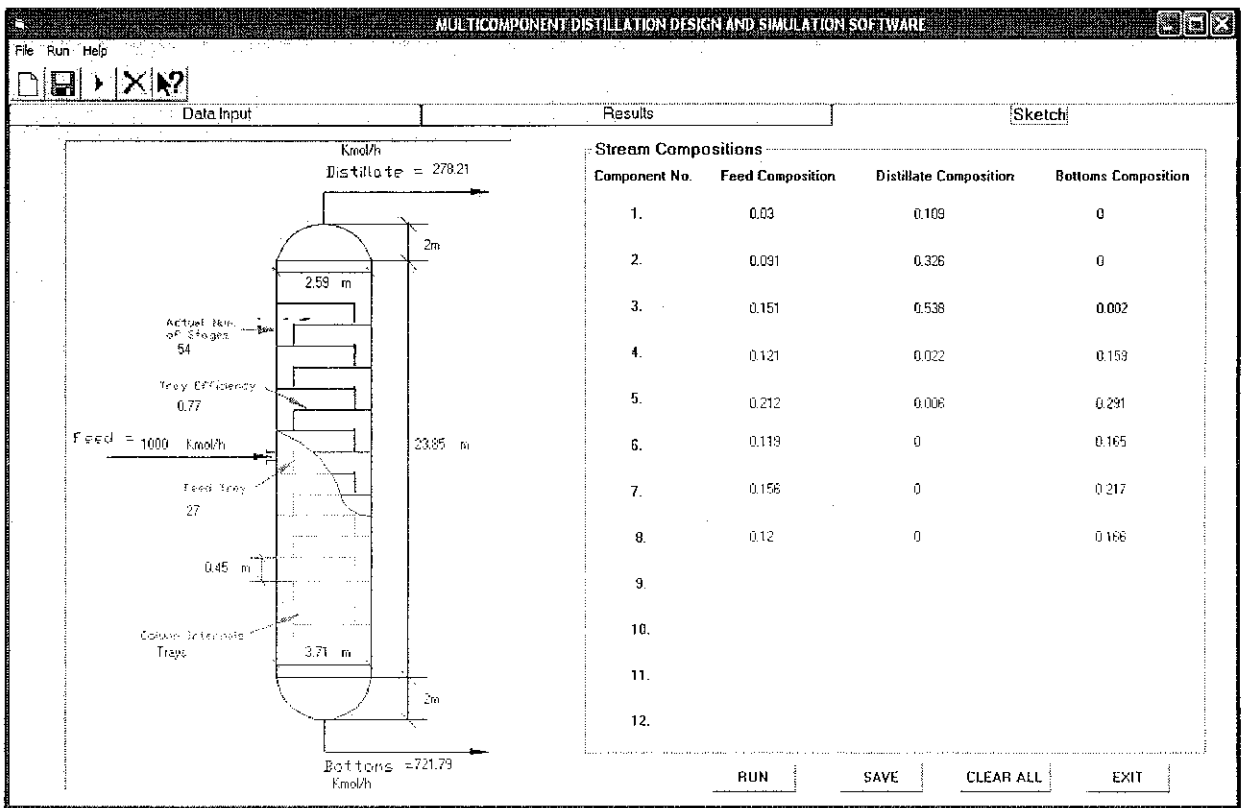 MULTICOMPONENT DISTILLATION DESIGN AND SIMULATION SOFTWARE
File Run Help
Data Input Results Sketch
Kmol/h
Distillate = 278.21
2m
2.59 m
Actual Num.
of Stages
54
Tray Efficiency
0.77
Feed = 1000 Kmol/h
23.85 m
Feed Tray
27
0.45 m
Column Internals
Trays
3.71 m
2m
Bottons =721.79
Kmol/h
Stream Compositions
Component No. Feed Composition Distillate Composition Bottoms Composition
1. 0.03 0.109 0
2. 0.091 0.326 0
3. 0.151 0.538 0.002
4. 0.121 0.022 0.159
5. 0.212 0.006 0.291
6. 0.119 0 0.165
7. 0.156 0 0.217
8. 0.12 0 0.166
9.
10.
11.
12.
RUN SAVE CLEAR ALL EXIT